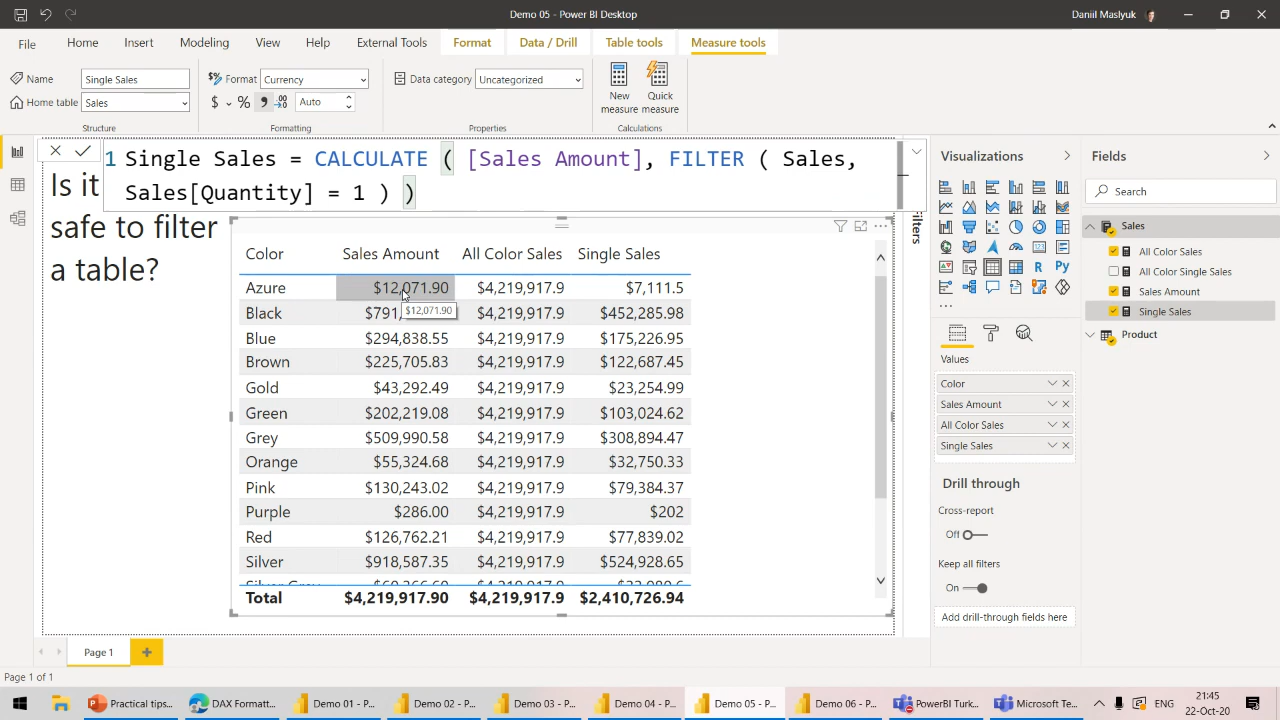 Demo 05 - Power BI Desktop
Daniil Maslyuk
File Home Insert Modeling View Help External Tools Format Data / Drill Table tools Measure tools
Name Single Sales
Home table Sales
Structure
$% Format Currency
$ % 9 .00 Auto
Formatting
Data category Uncategorized
Properties
New measure
Quick measure
Calculations
1 Single Sales = CALCULATE ( [Sales Amount], FILTER ( Sales,
Sales[Quantity] = 1 ) )
Is it
safe to filter
a table?
Color Sales Amount All Color Sales Single Sales
Azure $12,071.90 $4,219,917.9 $7,111.5
$12,071.90
Black $791, $4,219,917.9 $452,285.98
Blue $294,838.55 $4,219,917.9 $175,226.95
Brown $225,705.83 $4,219,917.9 $122,687.45
Gold $43,292.49 $4,219,917.9 $23,254.99
Green $202,219.08 $4,219,917.9 $103,024.62
Grey $509,990.58 $4,219,917.9 $308,894.47
Orange $55,324.68 $4,219,917.9 $32,750.33
Pink $130,243.02 $4,219,917.9 $79,384.37
Purple $286.00 $4,219,917.9 $202
Red $126,762.21 $4,219,917.9 $77,839.02
Silver $918,587.35 $4,219,917.9 $524,928.65
Total $4,219,917.90 $4,219,917.9 $2,410,726.94
Filters
Visualizations
R Py
Values
Color
Sales Amount
All Color Sales
Single Sales
Drill through
Cross-report
Off
Keep all filters
On
Add drill-through fields here
Fields
Search
Sales
All Color Sales
All Color Single Sales
Sales Amount
Single Sales
Product
Page 1
Page 1 of 1
Practical tips...
DAX Formatt...
Demo 01 - P...
Demo 02 - P...
Demo 03 - P...
Demo 04 - P...
Demo 05 - P...
Demo 06 - P...
PowerBI Turk...
Microsoft Te...
ENG
21:45
22-Oct-20